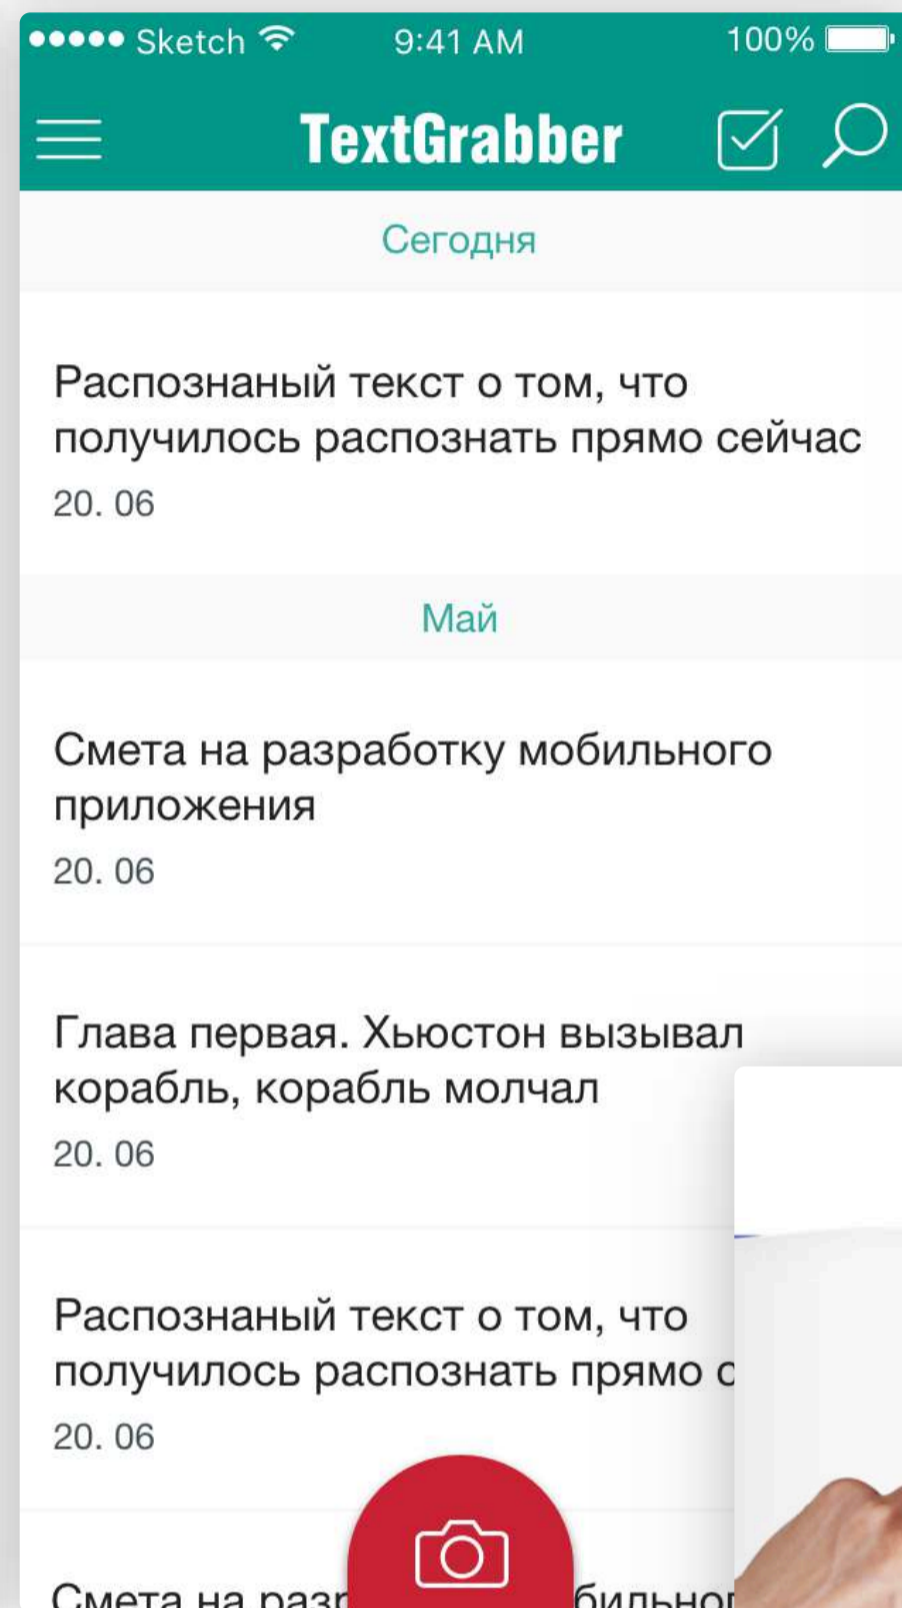 Sketch 9:41 AM 100%
TextGrabber
Сегодня
Распознаный текст о том, что
получилось распознать прямо сейчас
20. 06
Май
Смета на разработку мобильного
приложения
20. 06
Глава первая. Хьюстон вызывал
корабль, корабль молчал
20. 06
Распознаный текст о том, что
получилось распознать прямо
20. 06
Смета на